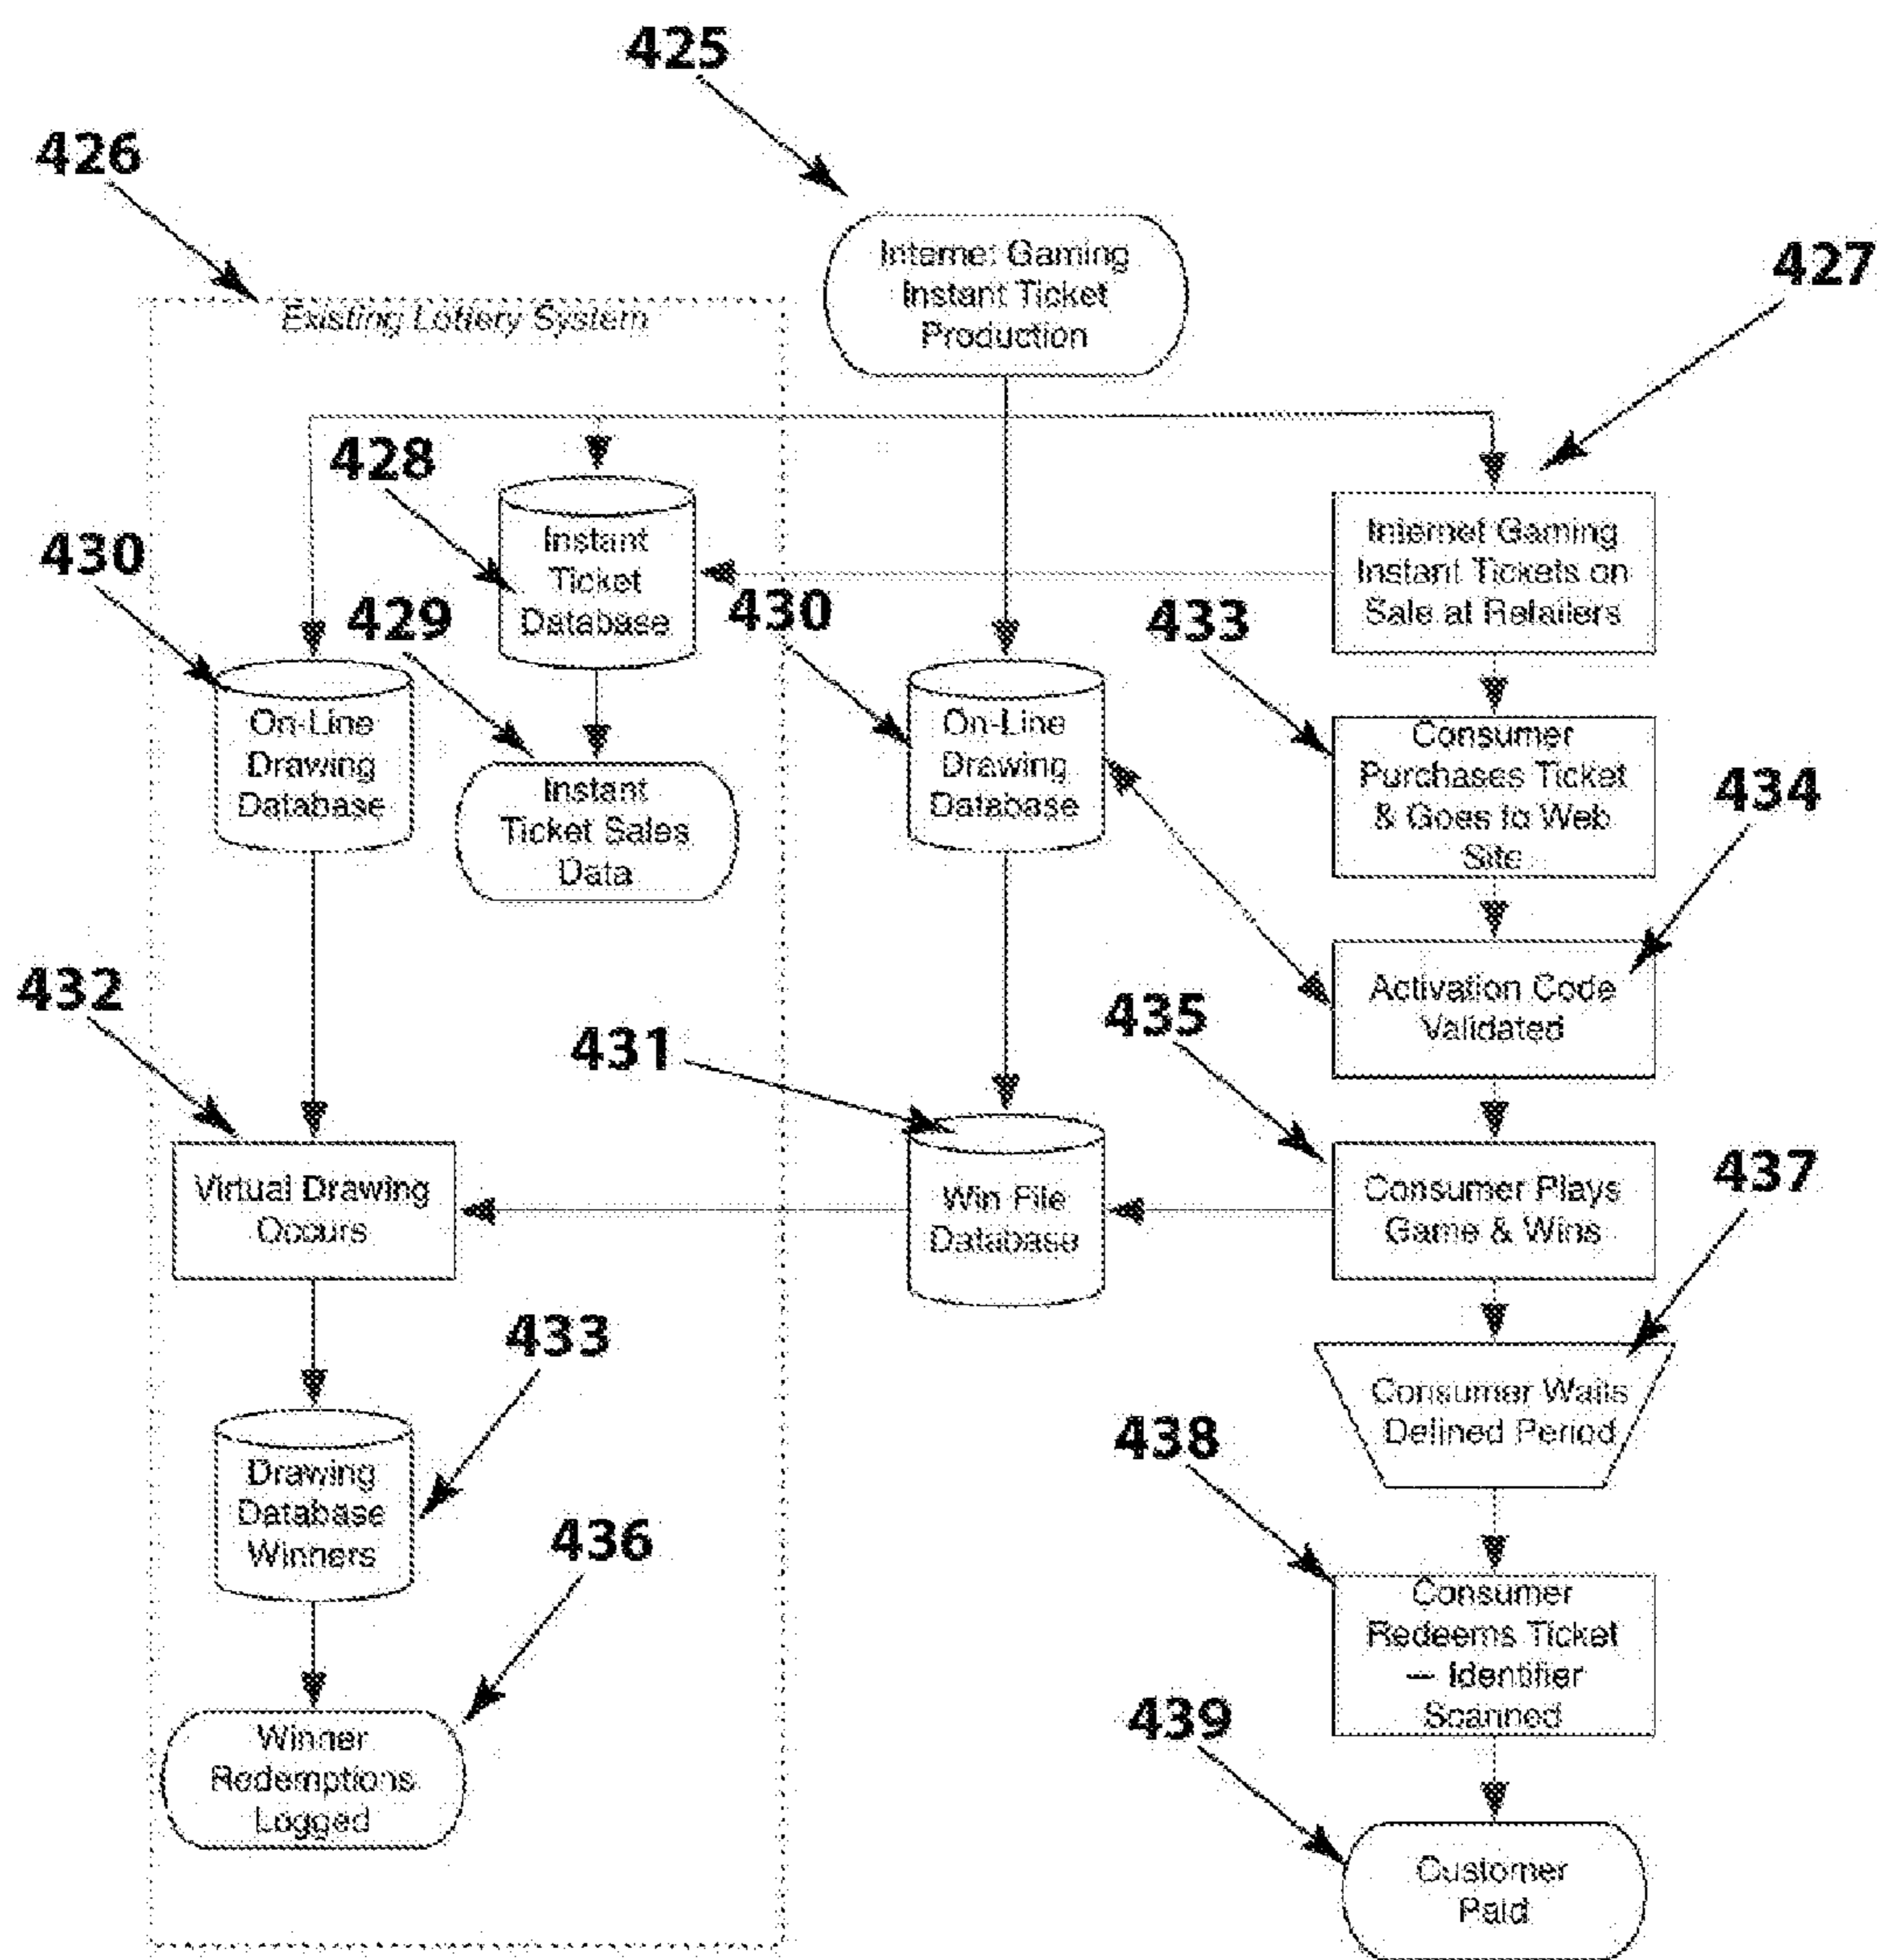 425
426
Internet Gaming
Instant Ticket
Production
427
Existing Lottery System
428
Instant
Ticket
Database
Internet Gaming
Instant Tickets on
Sale at Retailers
430
429
430
433
On-Line
Drawing
Database
Instant
Ticket Sales
Data
On-Line
Drawing
Database
Consumer
Purchases Ticket
& Goes to Web
Site
434
432
431
435
Activation Code
Validated
437
Virtual Drawing
Occurs
Win File
Database
Consumer Plays
Game & Wins
433
438
Consumer Waits
Defined Period
Drawing
Database
Winners
436
Consumer
Redeems Ticket
— Identifier
Scanned
439
Winner
Redemptions
Logged
Customer
Paid